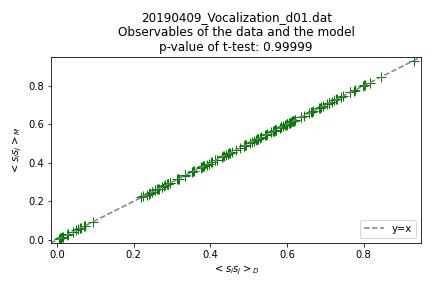 20190409_Vocalization_d01.dat
Observables of the data and the model
p-value of t-test: 0.99999
< s_i s_j >_M
0.8
0.6
0.4
0.2
0.0
y=x
0.0 0.2 0.4 0.6 0.8
< s_i s_j >_D